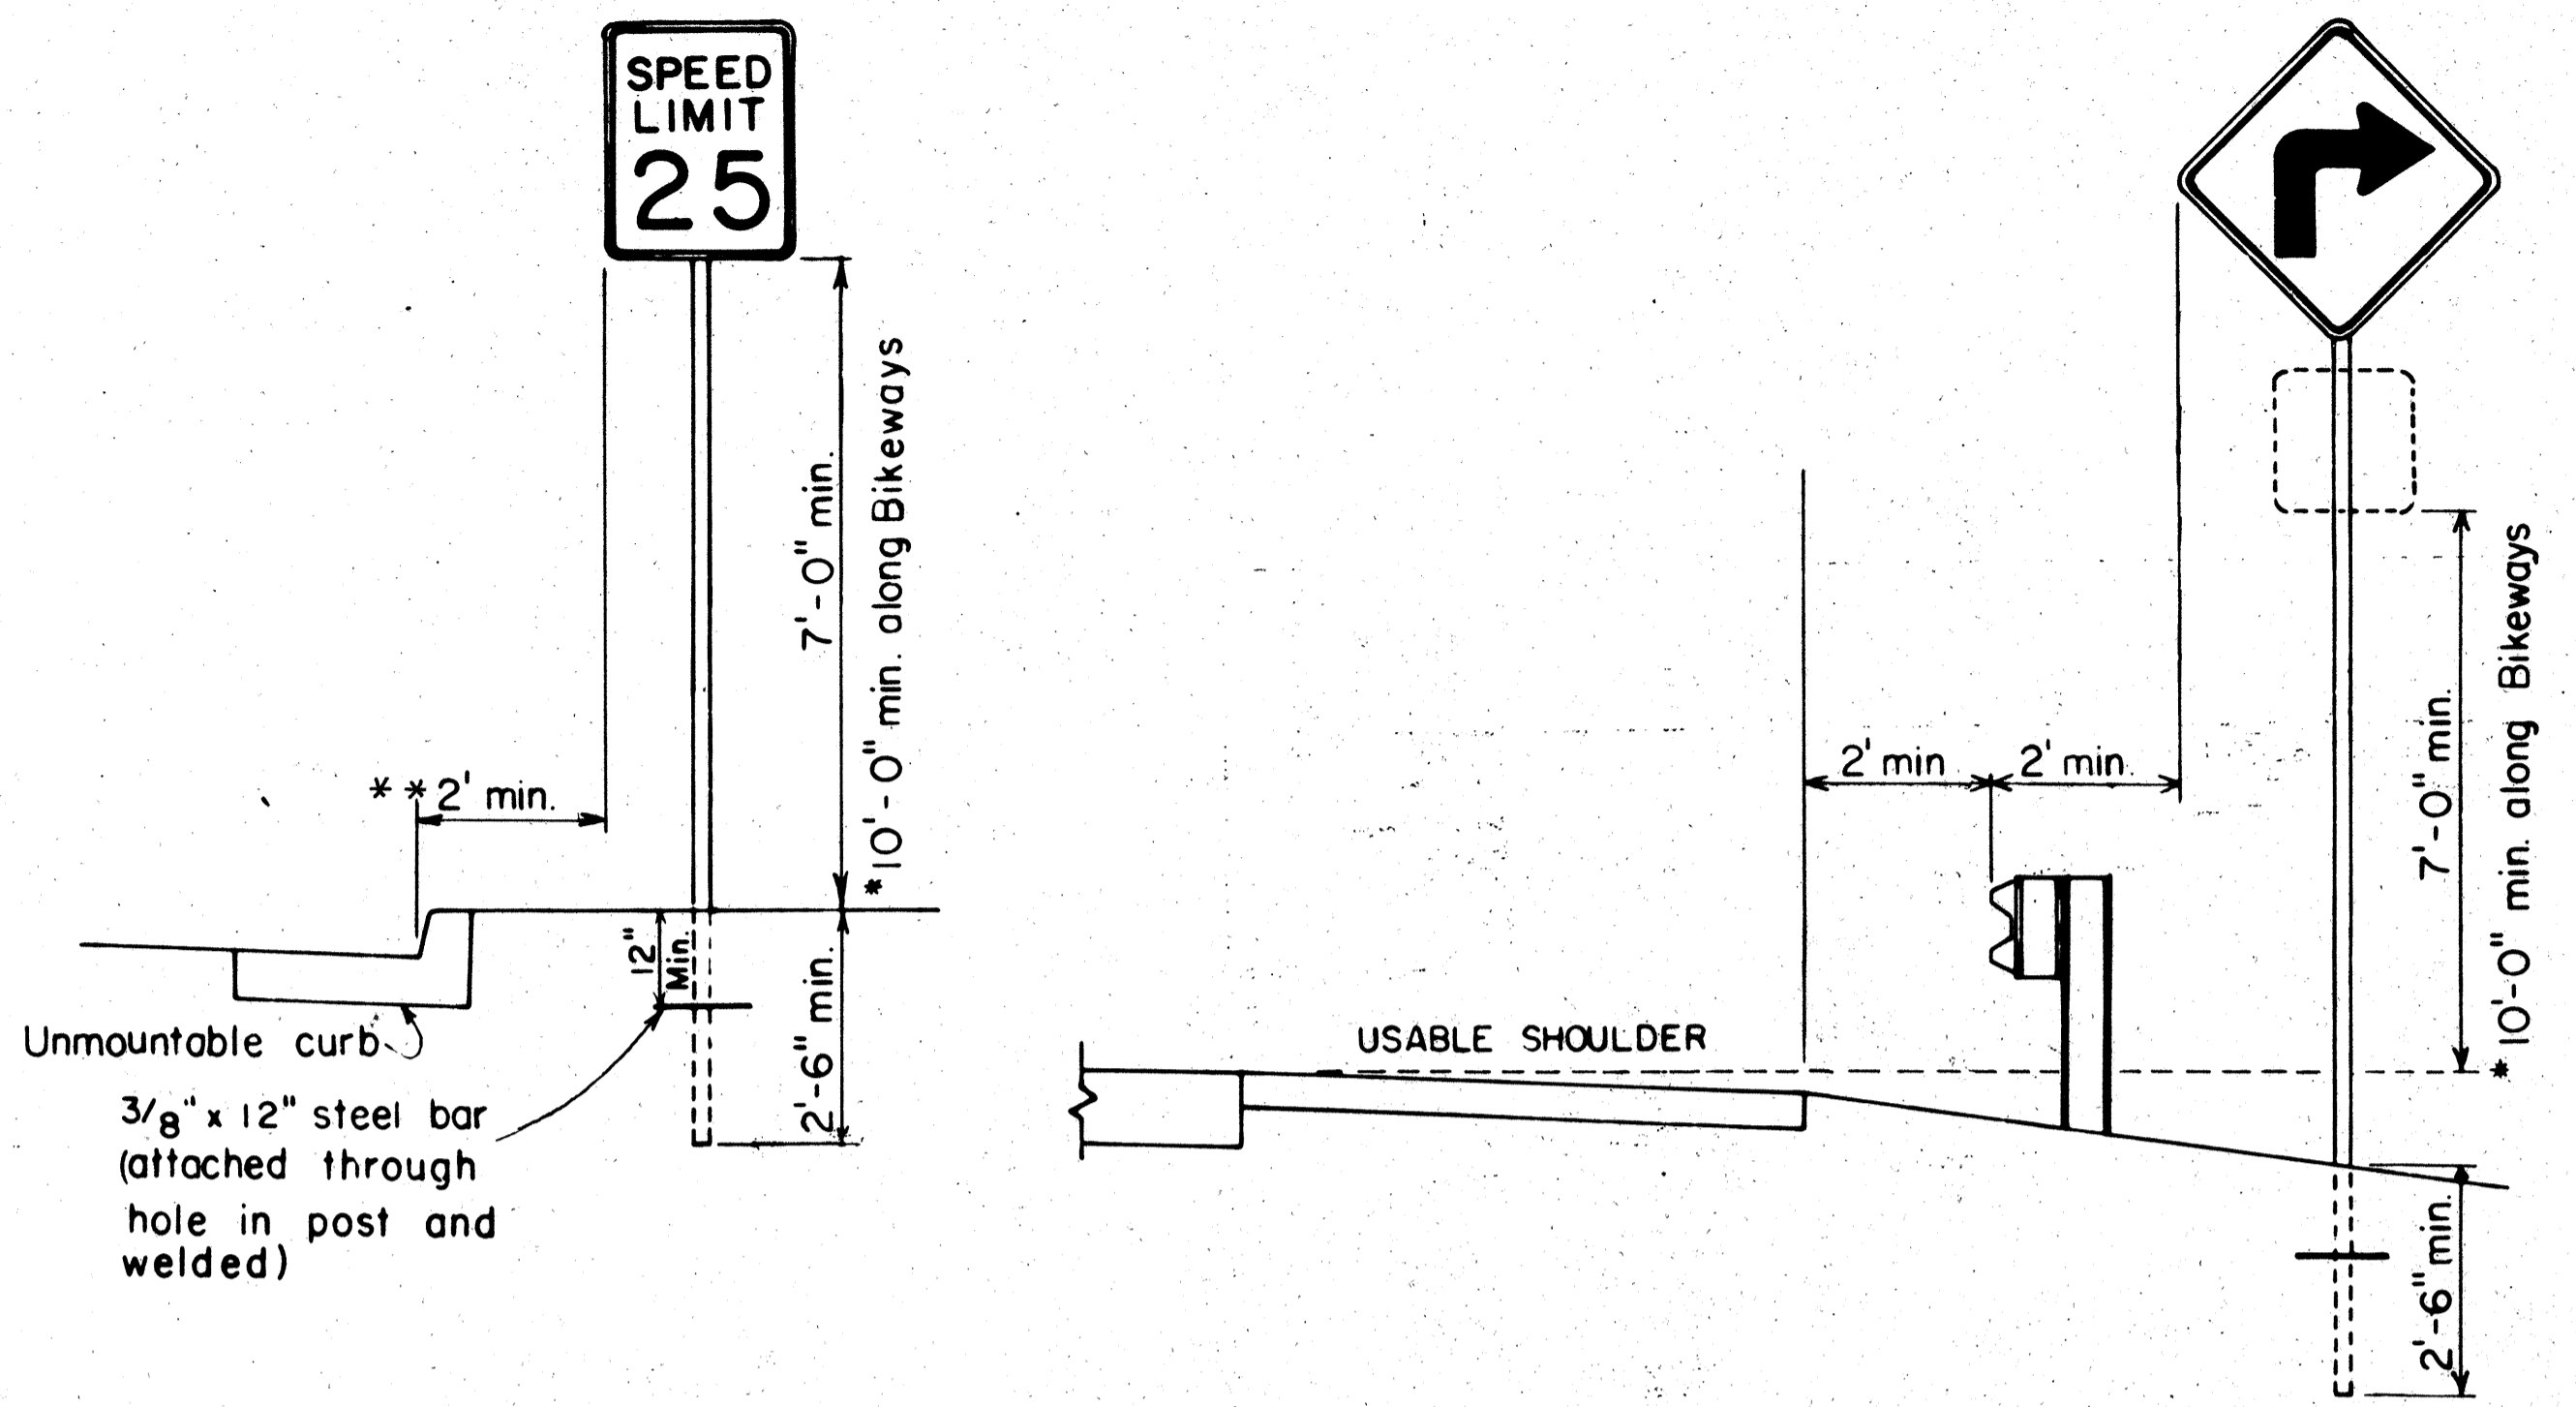 SPEED
LIMIT
25
7'-0" min.
*10'-0" min. along Bikeways
**2' min.
12"
Min.
2'-6" min.
Unmountable curb
3/8" x 12" steel bar
(attached through
hole in post and
welded)
USABLE SHOULDER
2' min
2' min.
7'-0" min.
*10'-0" min. along Bikeways
2'-6" min.